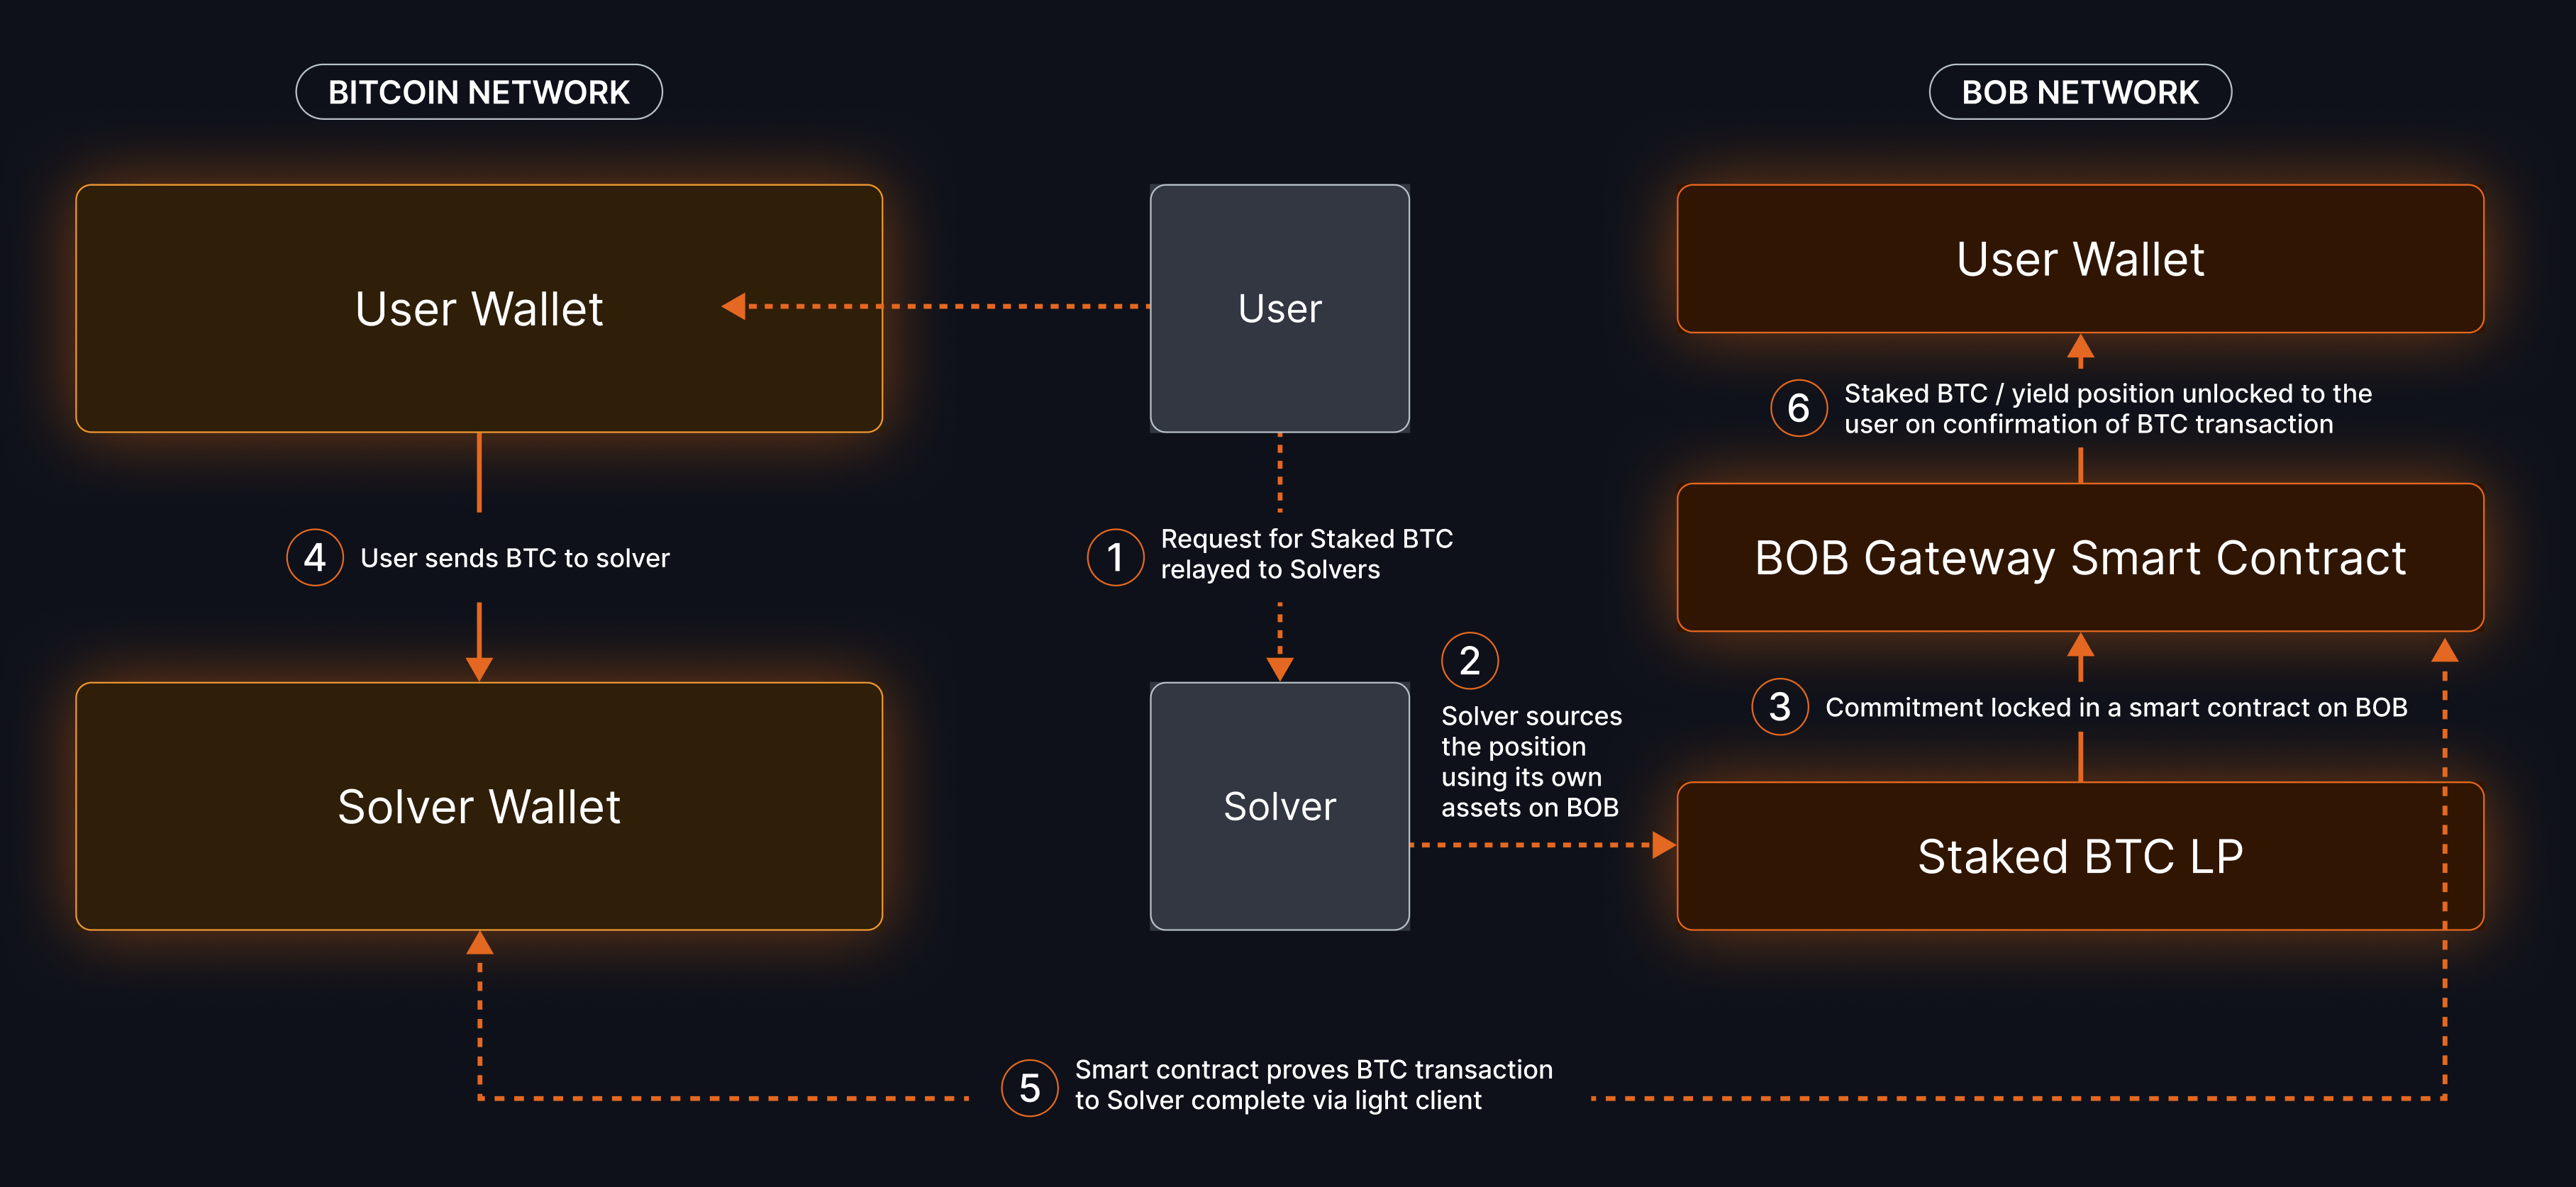 BITCOIN NETWORK
BOB NETWORK
User Wallet
User
User Wallet
6
Staked BTC / yield position unlocked to the
user on confirmation of BTC transaction
4
User sends BTC to solver
1
Request for Staked BTC
relayed to Solvers
BOB Gateway Smart Contract
2
Solver sources
the position
using its own
assets on BOB
3
Commitment locked in a smart contract on BOB
Solver Wallet
Solver
Staked BTC LP
5
Smart contract proves BTC transaction
to Solver complete via light client